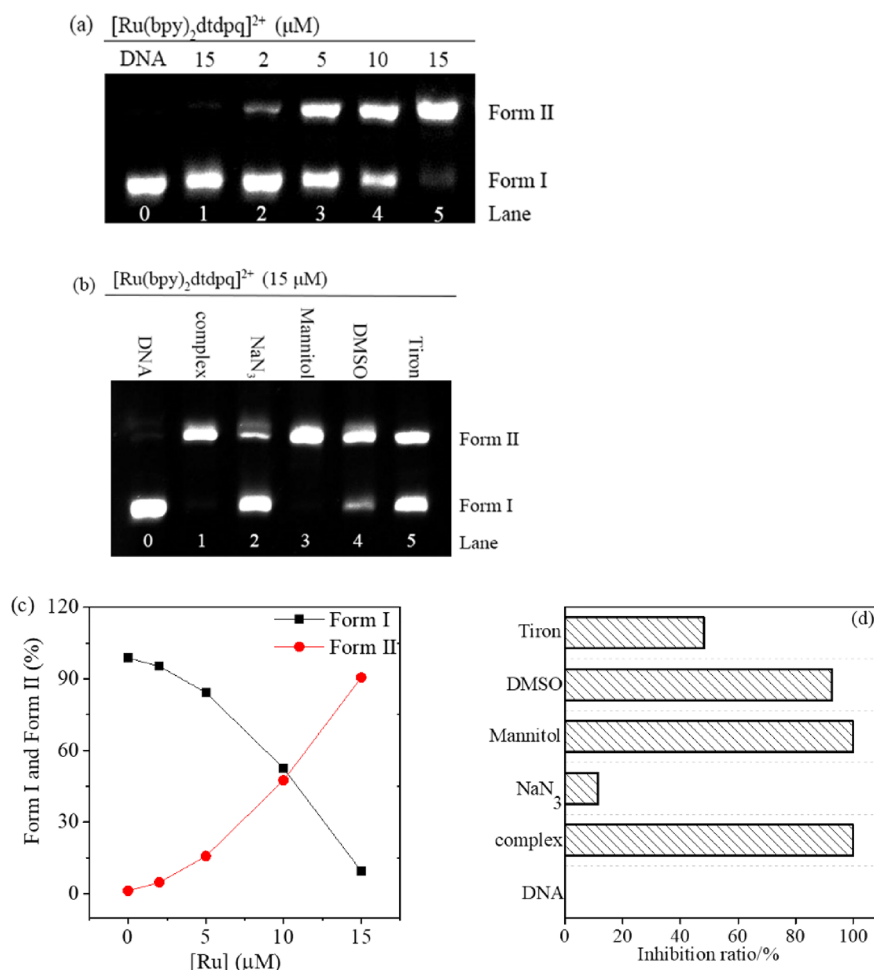 (a) [Ru(bpy)₂dtdpq]²⁺ (μM)
DNA 15 2 5 10 15
Form II
Form I
0 1 2 3 4 5 Lane
(b) [Ru(bpy)₂dtdpq]²⁺ (15 μM)
DNA complex NaN₃ Mannitol DMSO Tiron
Form II
Form I
0 1 2 3 4 5 Lane
(c)
Form I and Form II (%)
120
90
60
30
0
Form I
Form II
0 5 10 15
[Ru] (μM)
(d)
Tiron
DMSO
Mannitol
NaN₃
complex
DNA
0 20 40 60 80 100
Inhibition ratio/%